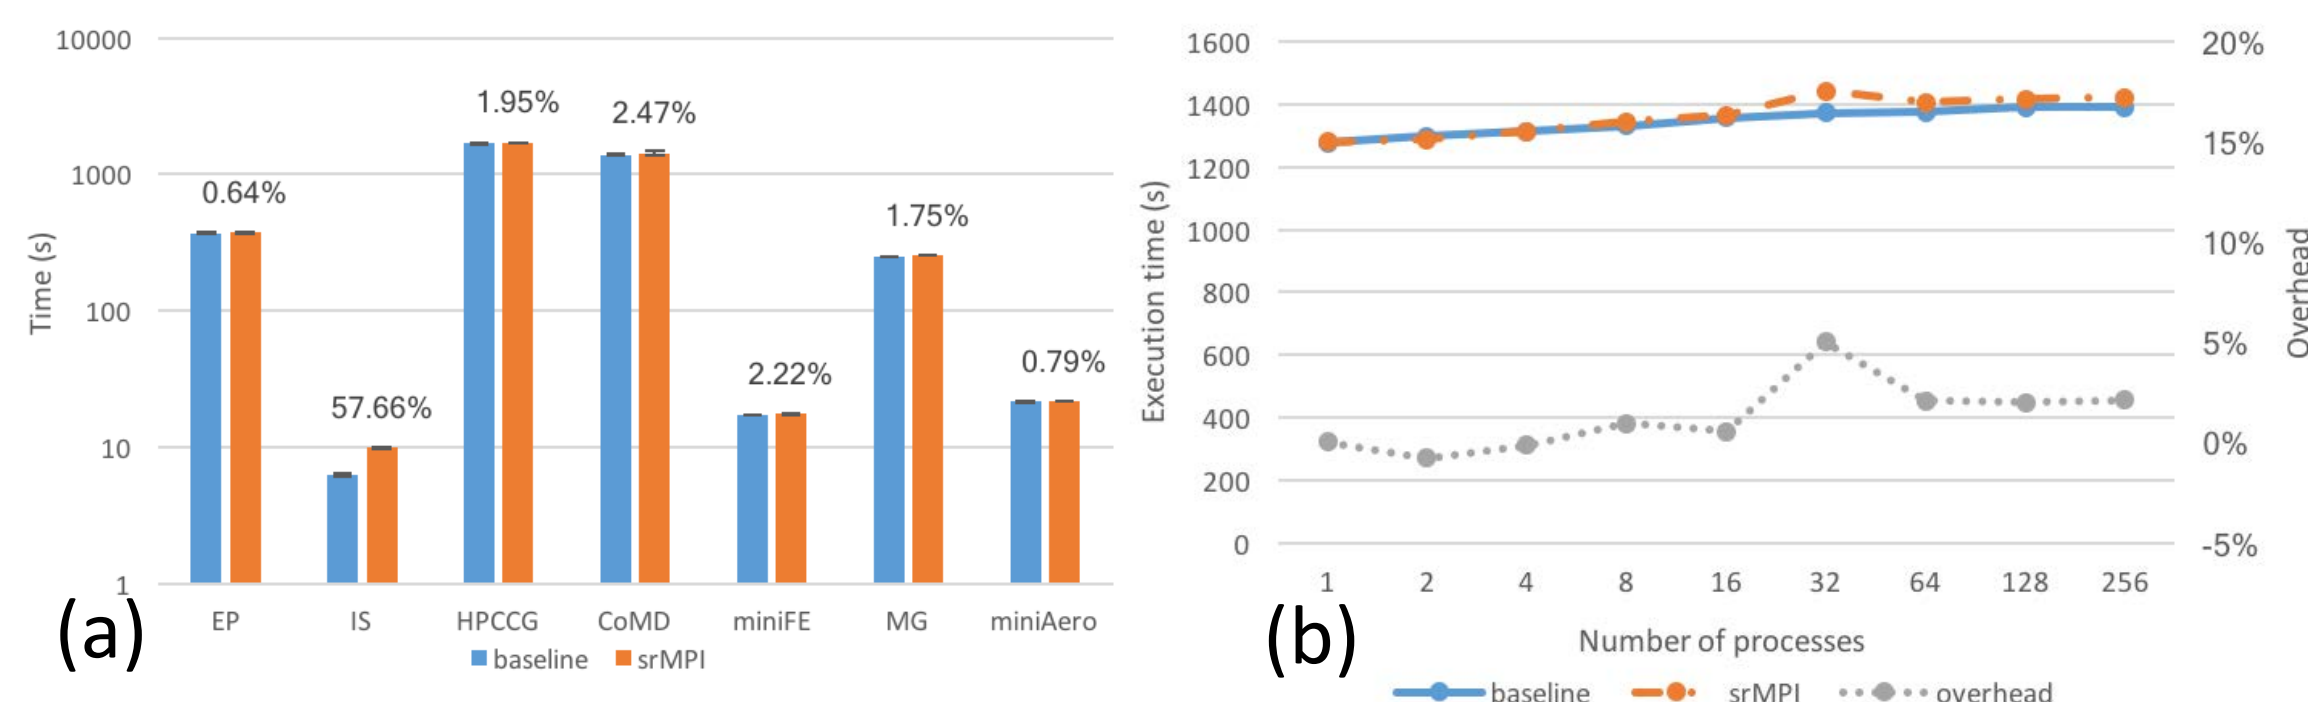 10000
1000
100
10
1
Time (s)
0.64%
57.66%
1.95%
2.47%
2.22%
1.75%
0.79%
EP IS HPCCG CoMD miniFE MG miniAero
baseline srMPI
(a)
1600
1400
1200
1000
800
600
400
200
0
Execution time (s)
20%
15%
10%
5%
0%
-5%
Overhead
1 2 4 8 16 32 64 128 256
Number of processes
baseline srMPI overhead
(b)